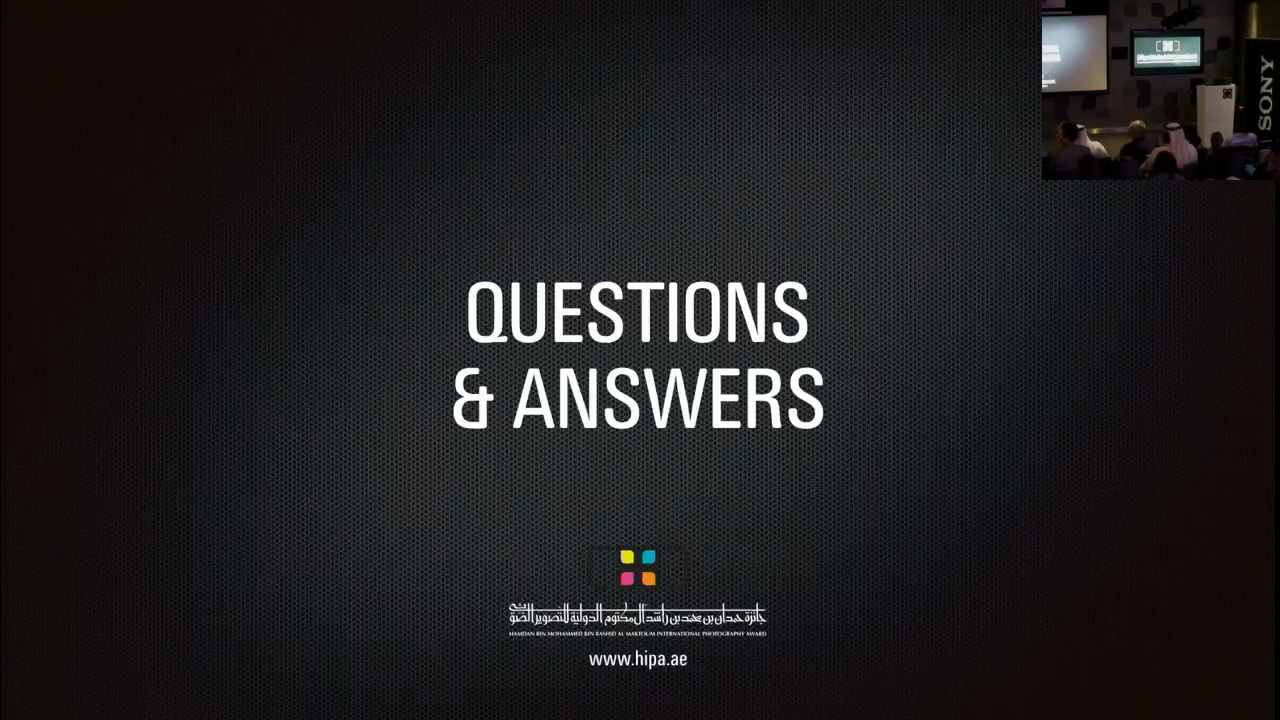 SONY
QUESTIONS
& ANSWERS
جائزة حمدان بن محمد بن راشد آل مكتوم الدولية للتصوير الضوئي
HAMDAN BIN MOHAMMED BIN RASHID AL MAKTOUM INTERNATIONAL PHOTOGRAPHY AWARD
www.hipa.ae